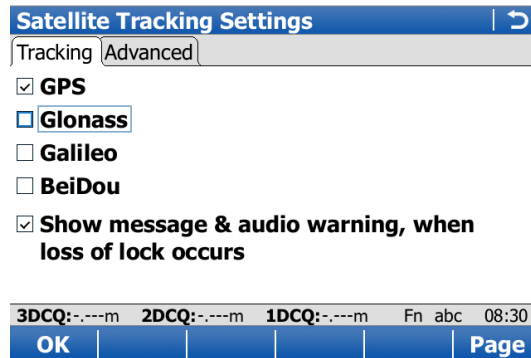 Satellite Tracking Settings
Tracking Advanced
GPS
Glonass
Galileo
BeiDou
Show message & audio warning, when
loss of lock occurs
3DCQ:-.---m 2DCQ:-.---m 1DCQ:-.---m Fn abc 08:30
OK Page